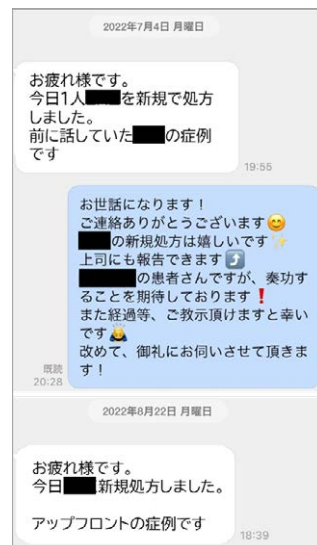 2022年7月4日 月曜日
お疲れ様です。
今日1人を新規で処方
しました。
前に話していたの症例
です
19:55
お世話になります！
ご連絡ありがとうございます😊
の新規処方は嬉しいです✨
上司にも報告できます⤴️
の患者さんですが、奏功す
ることを期待しております❗
また経過等、ご教示頂けますと幸い
です🙇
改めて、御礼にお伺いさせて頂きま
す！
既読
20:28
2022年8月22日 月曜日
お疲れ様です。
今日新規処方しました。
アップフロントの症例です
18:39